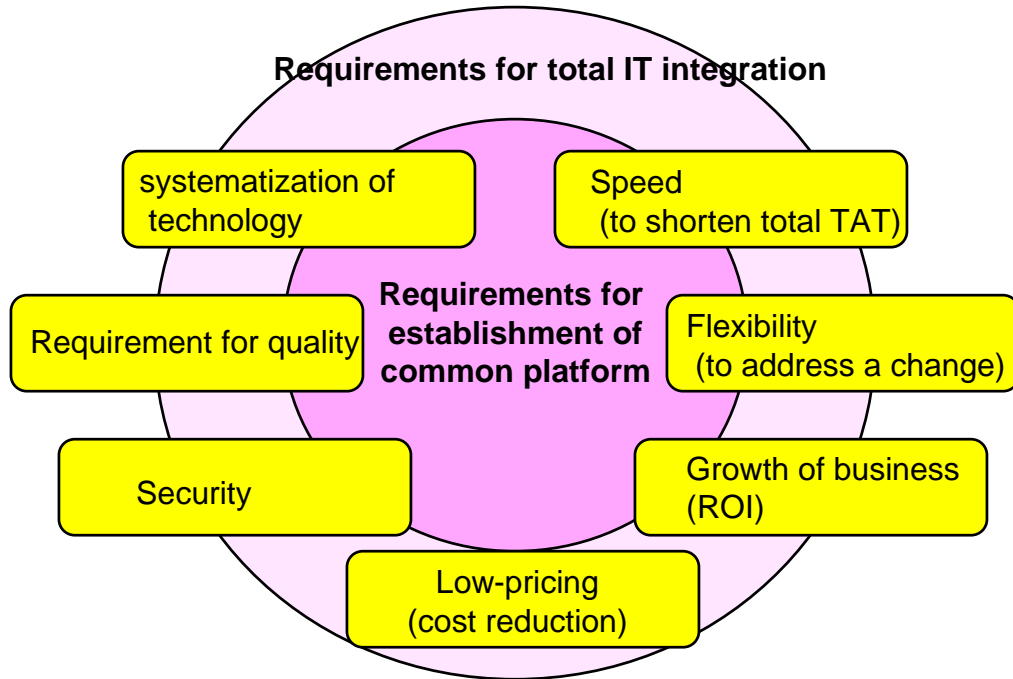 Requirements for total IT integration
systematization of
technology
Speed
(to shorten total TAT)
Requirements for
establishment of
common platform
Requirement for quality
Flexibility
(to address a change)
Security
Growth of business
(ROI)
Low-pricing
(cost reduction)